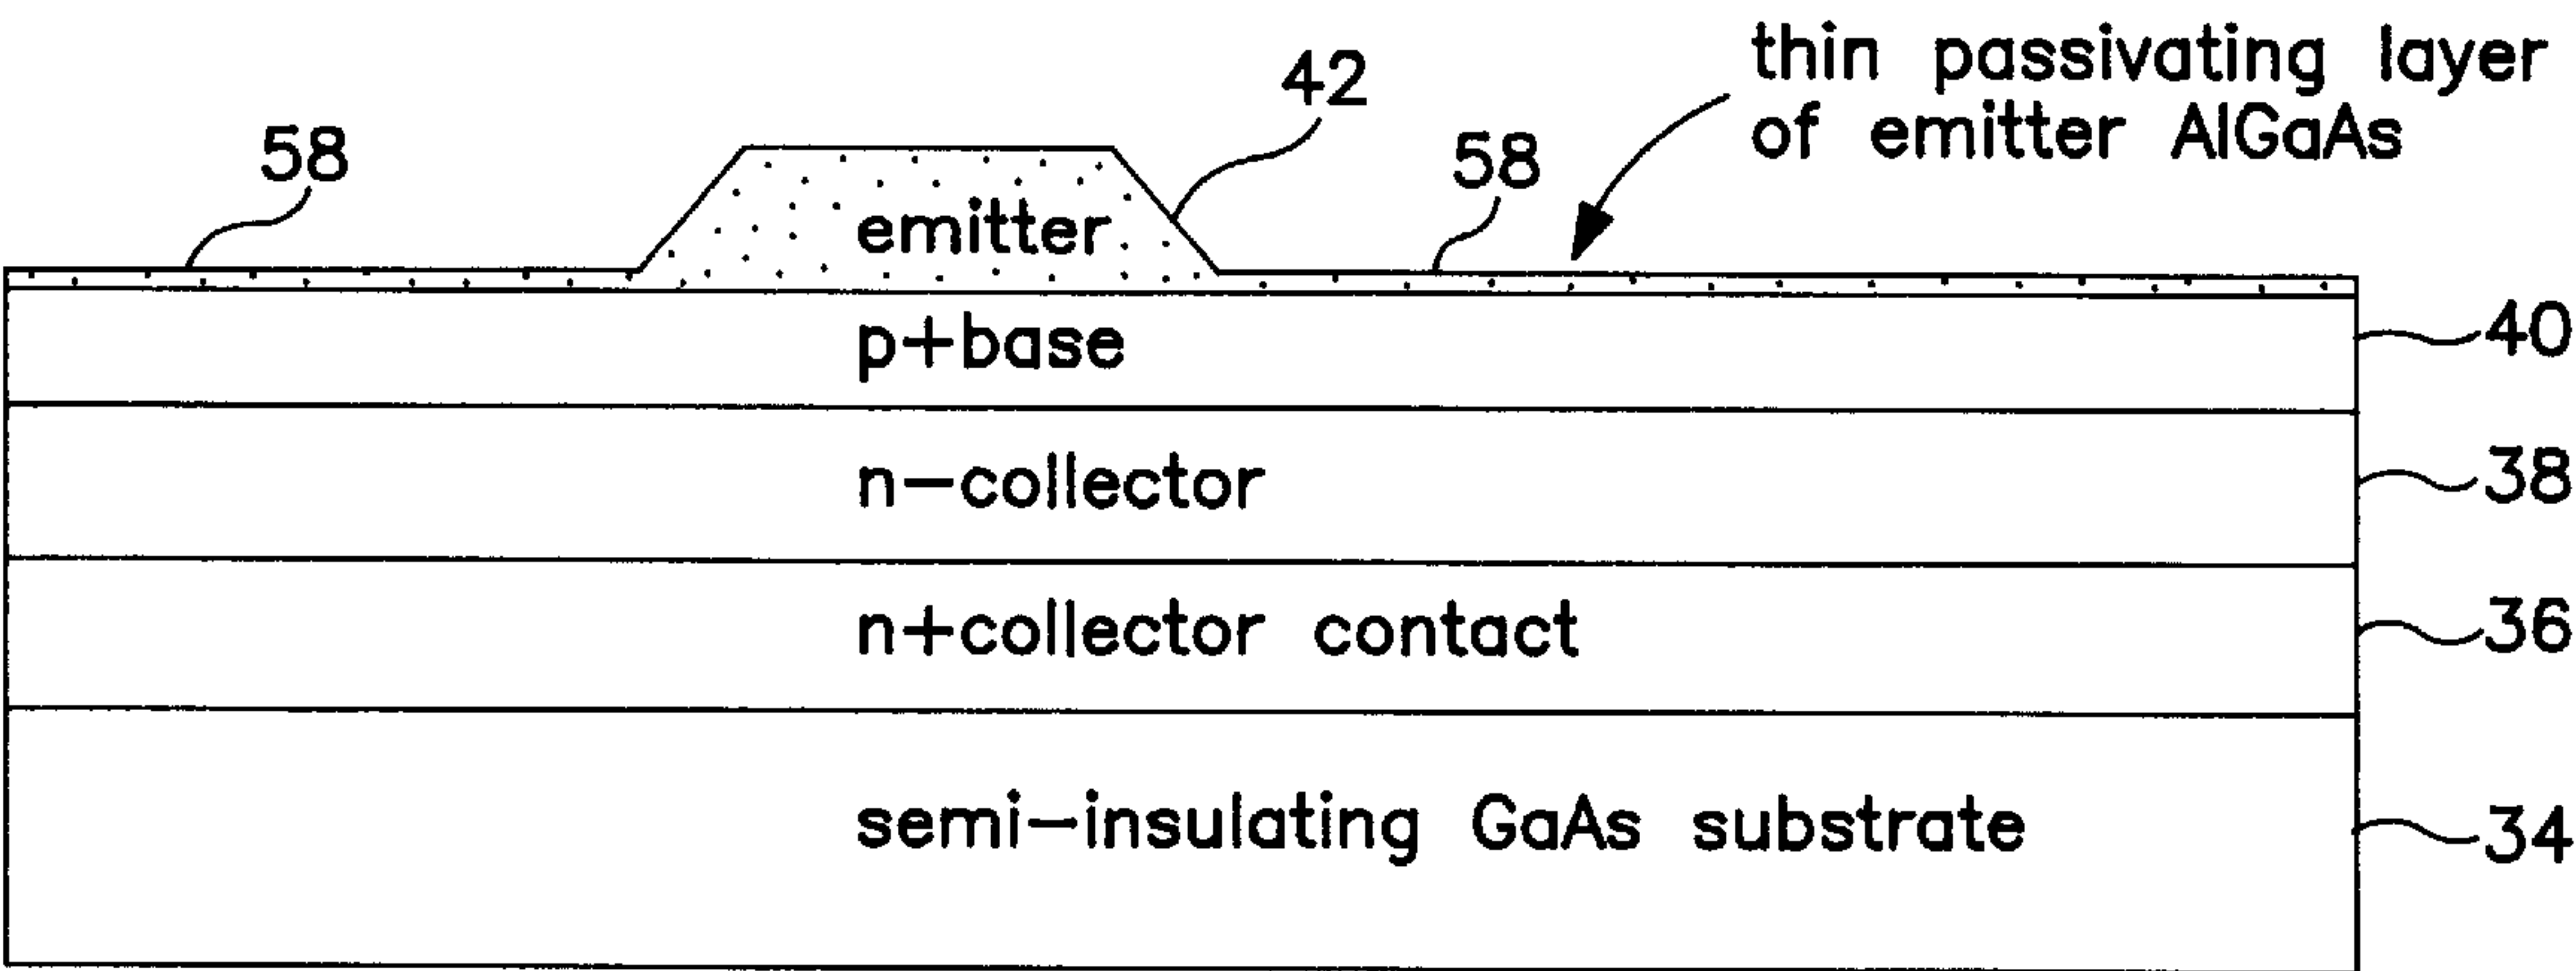 thin passivating layer
of emitter AlGaAs
42
58
58
emitter
p+base
40
n-collector
38
n+collector contact
36
semi-insulating GaAs substrate
34